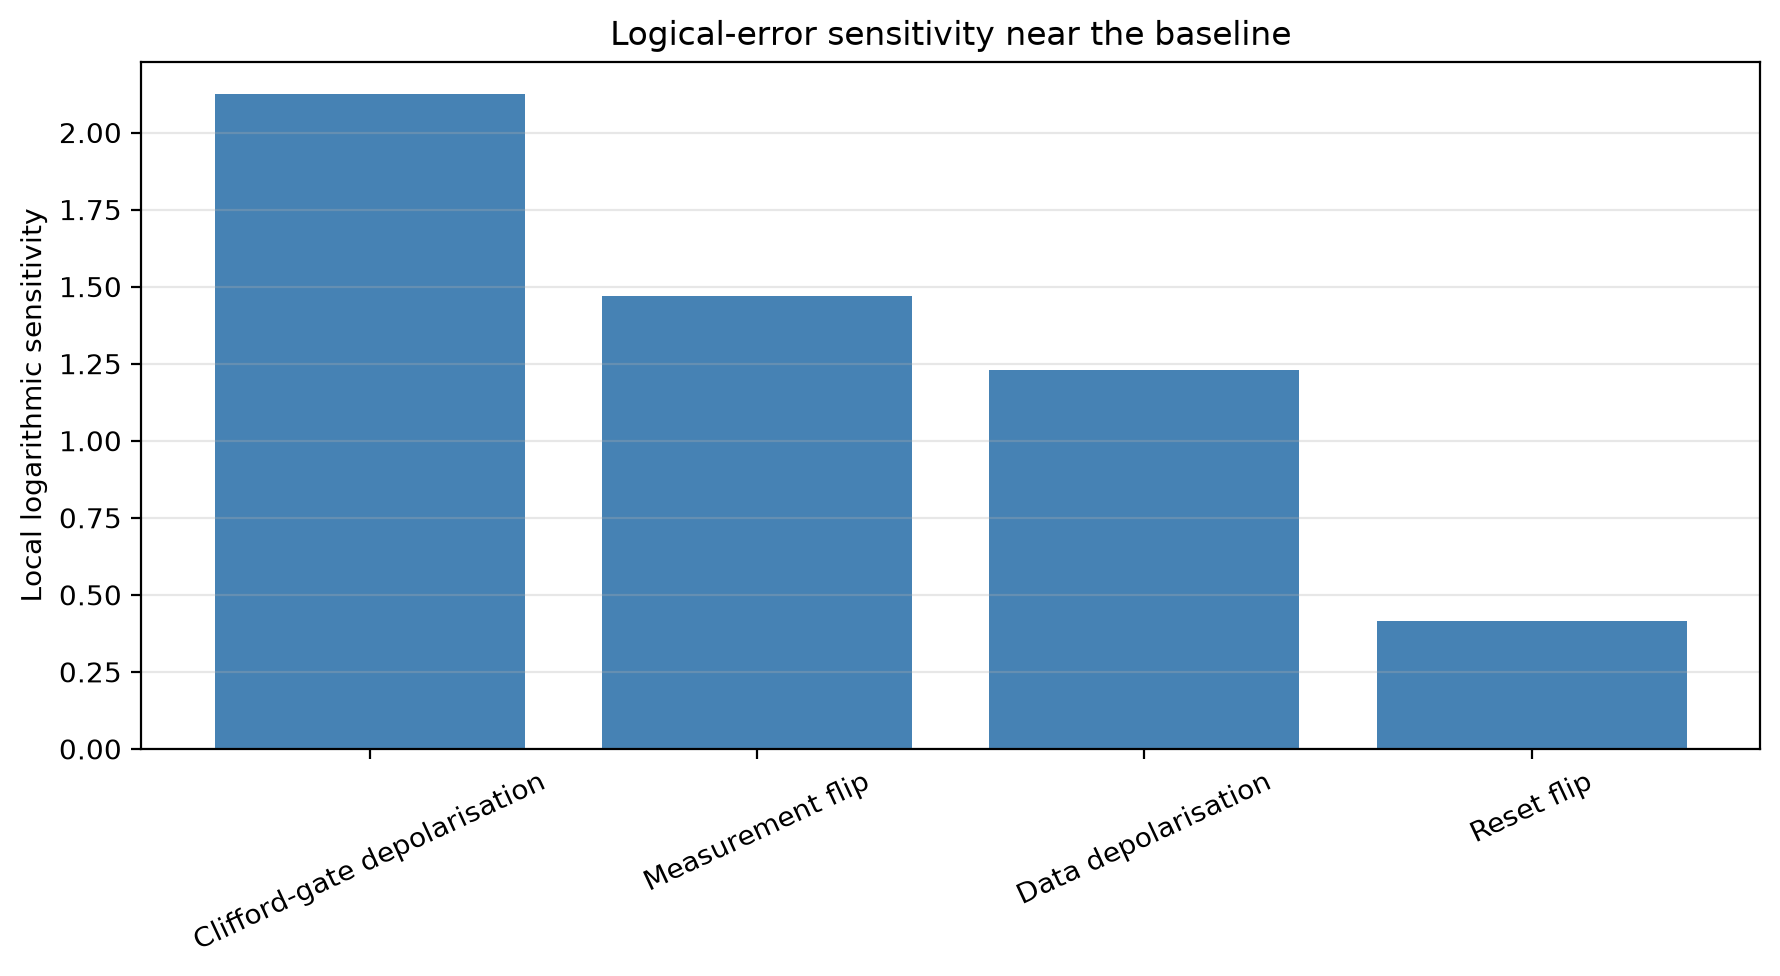 Logical-error sensitivity near the baseline
Local logarithmic sensitivity
2.00
1.75
1.50
1.25
1.00
0.75
0.50
0.25
0.00
Clifford-gate depolarisation
Measurement flip
Data depolarisation
Reset flip